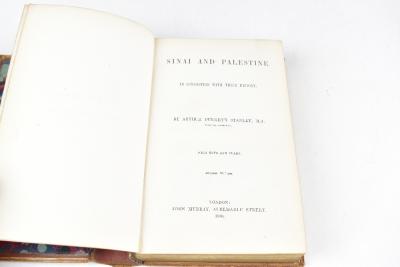 SINAI AND PALESTINE
IN CONNECTION WITH THEIR HISTORY.
BY ARTHUR PENRHYN STANLEY, M.A.
WITH MAPS AND PLANS.
LONDON:
JOHN MURRAY, ALBEMARLE STREET.